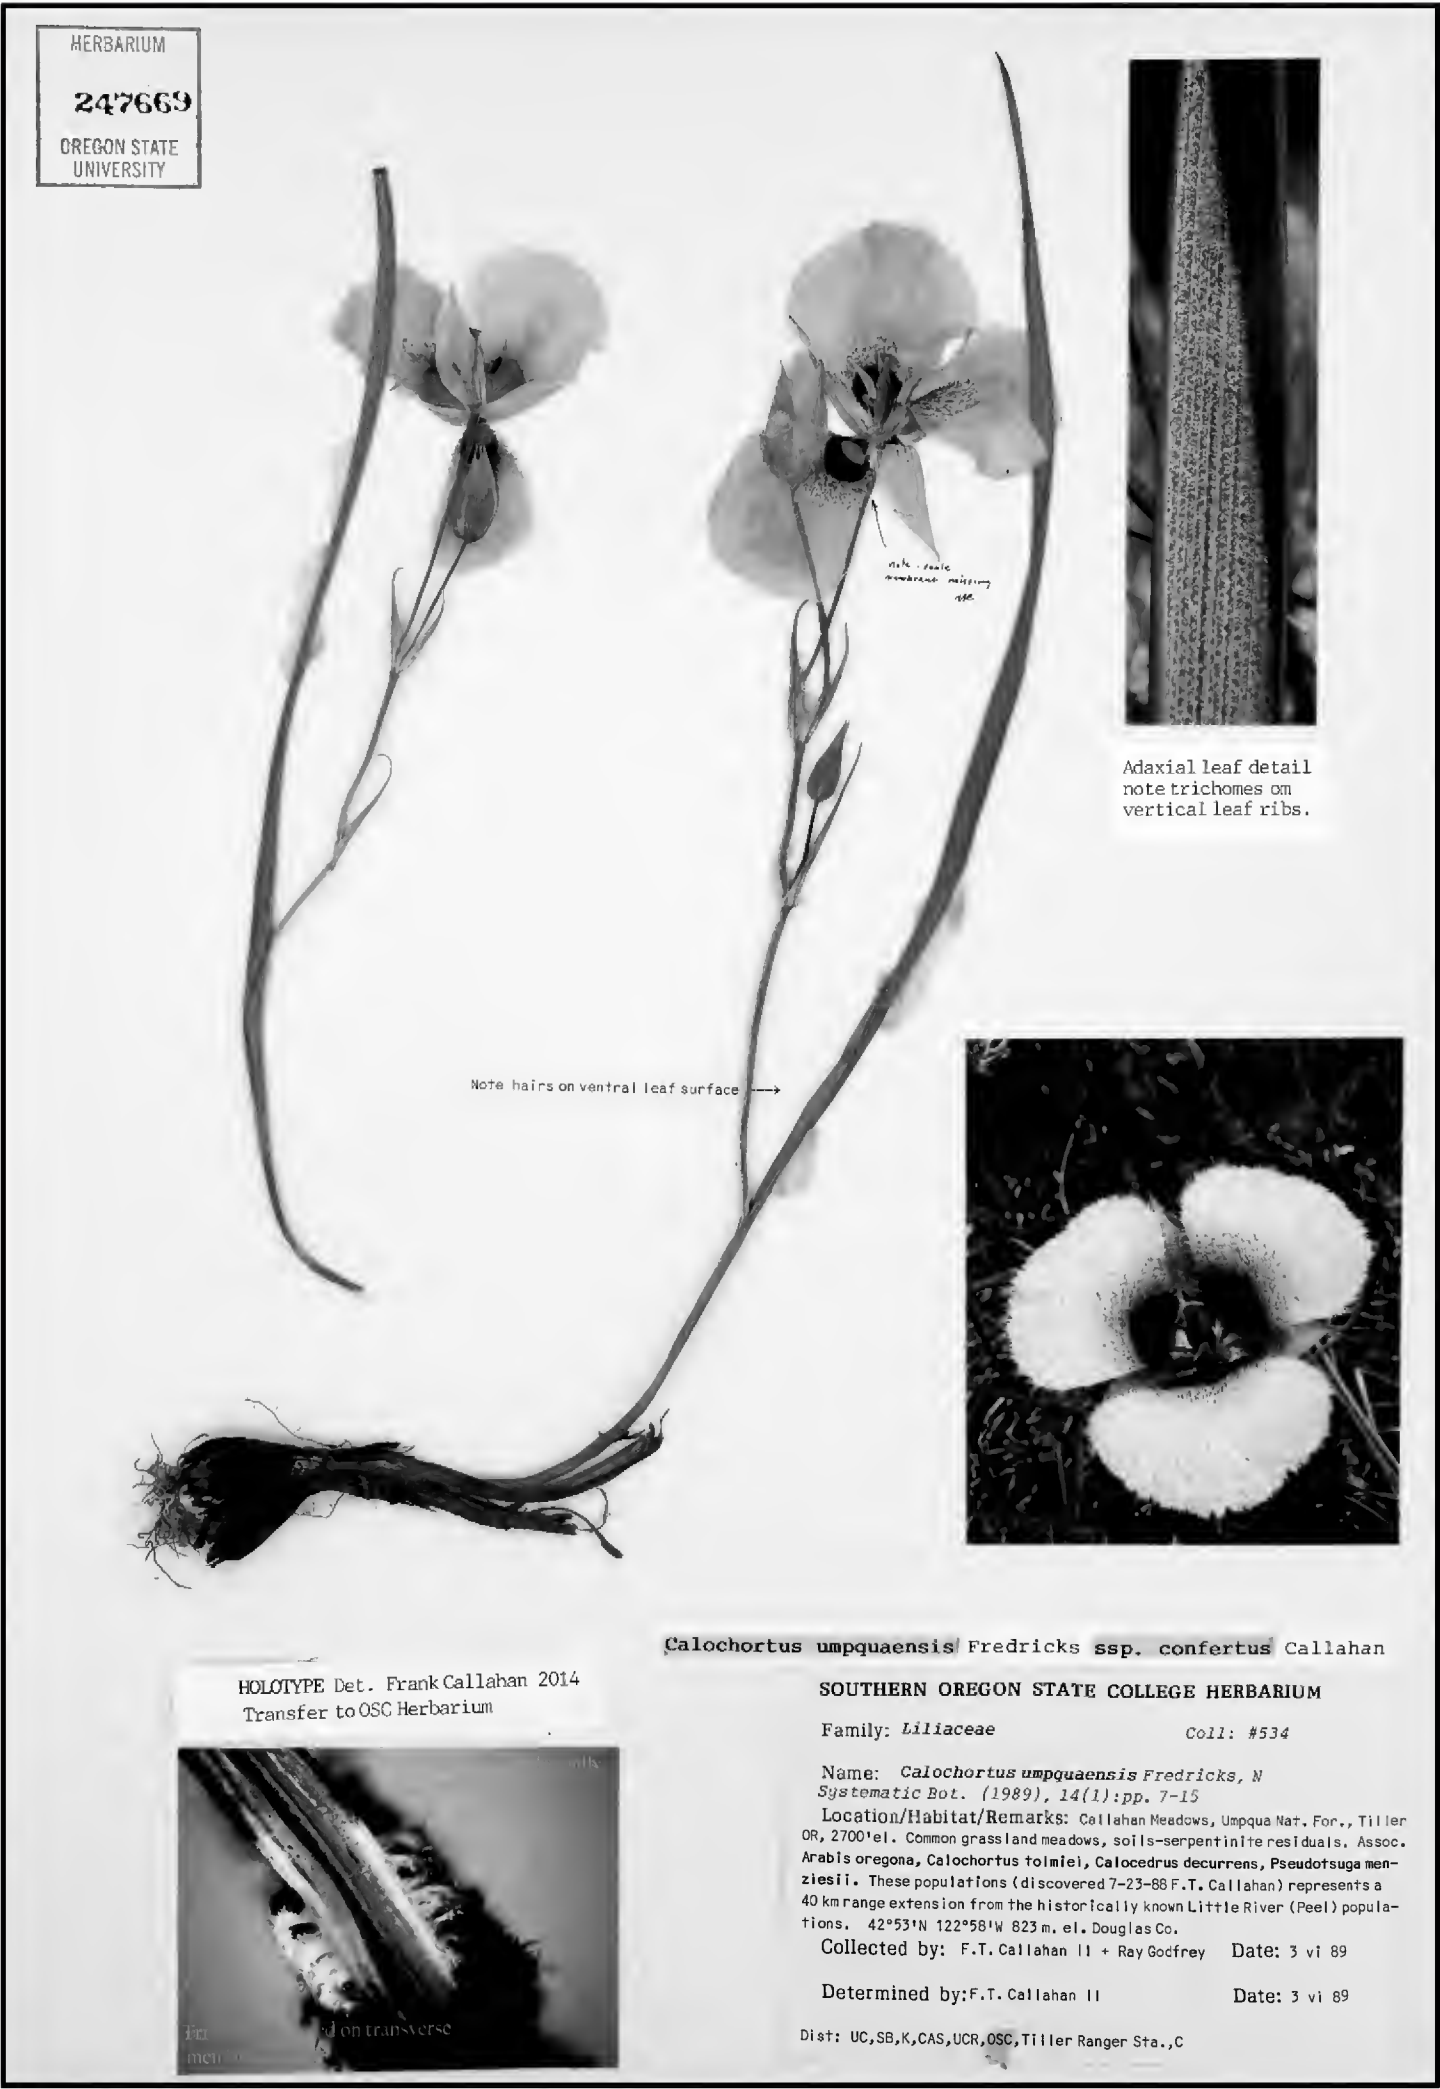 HERBARIUM
247669
OREGON STATE
UNIVERSITY
note - scale
membrane missing
Adaxial leaf detail
note trichomes om
vertical leaf ribs.
Note hairs on ventral leaf surface →
HOLOTYPE Det. Frank Callahan 2014
Transfer to OSC Herbarium
d on transverse
Calochortus umpquaensis Fredricks ssp. confertus Callahan
SOUTHERN OREGON STATE COLLEGE HERBARIUM
Family: Liliaceae Coll: #534
Name: Calochortus umpquaensis Fredricks, N
Systematic Bot. (1989), 14(1):pp. 7-15
Location/Habitat/Remarks: Callahan Meadows, Umpqua Nat. For., Tiller
OR, 2700'el. Common grassland meadows, soils-serpentinite residuals. Assoc.
Arabis oregona, Calochortus tolmiei, Calocedrus decurrens, Pseudotsuga men-
ziesii. These populations (discovered 7-23-88 F.T. Callahan) represents a
40 km range extension from the historically known Little River (Peel) popula-
tions. 42°53'N 122°58'W 823 m. el. Douglas Co.
Collected by: F.T. Callahan II + Ray Godfrey Date: 3 vi 89
Determined by: F.T. Callahan II Date: 3 vi 89
Dist: UC,SB,K,CAS,UCR,OSC,Tiller Ranger Sta.,C